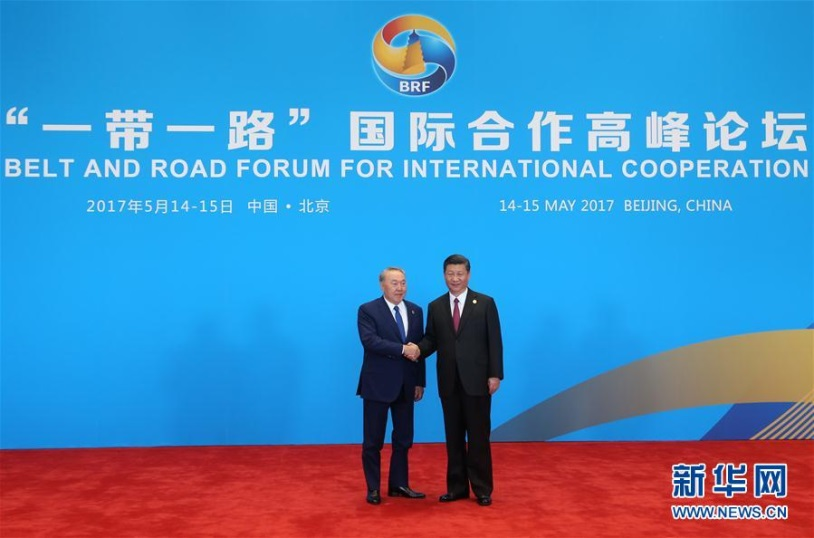 BRF
“一带一路”国际合作高峰论坛
BELT AND ROAD FORUM FOR INTERNATIONAL COOPERATION
2017年5月14-15日 中国·北京
14-15 MAY 2017 BEIJING, CHINA
新华网
WWW.NEWS.CN